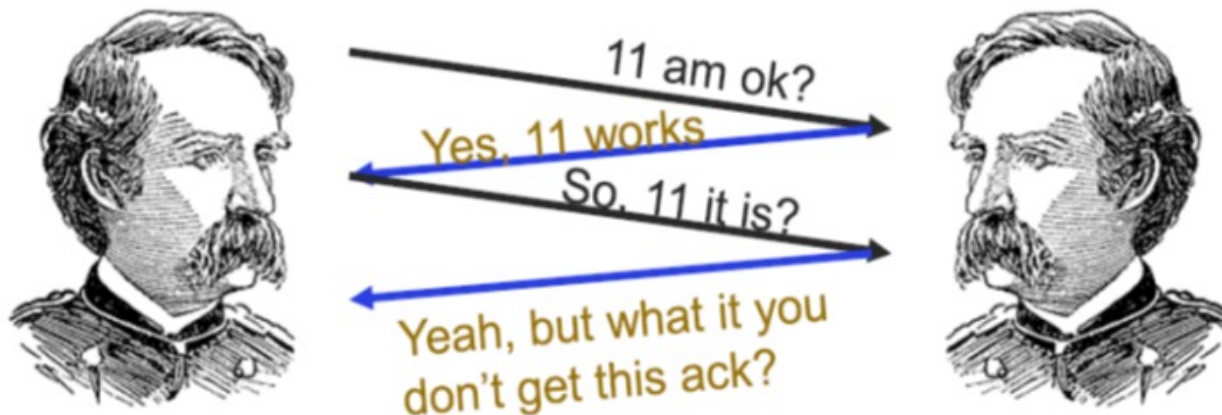 11 am ok?
Yes, 11 works
So, 11 it is?
Yeah, but what it you
don't get this ack?